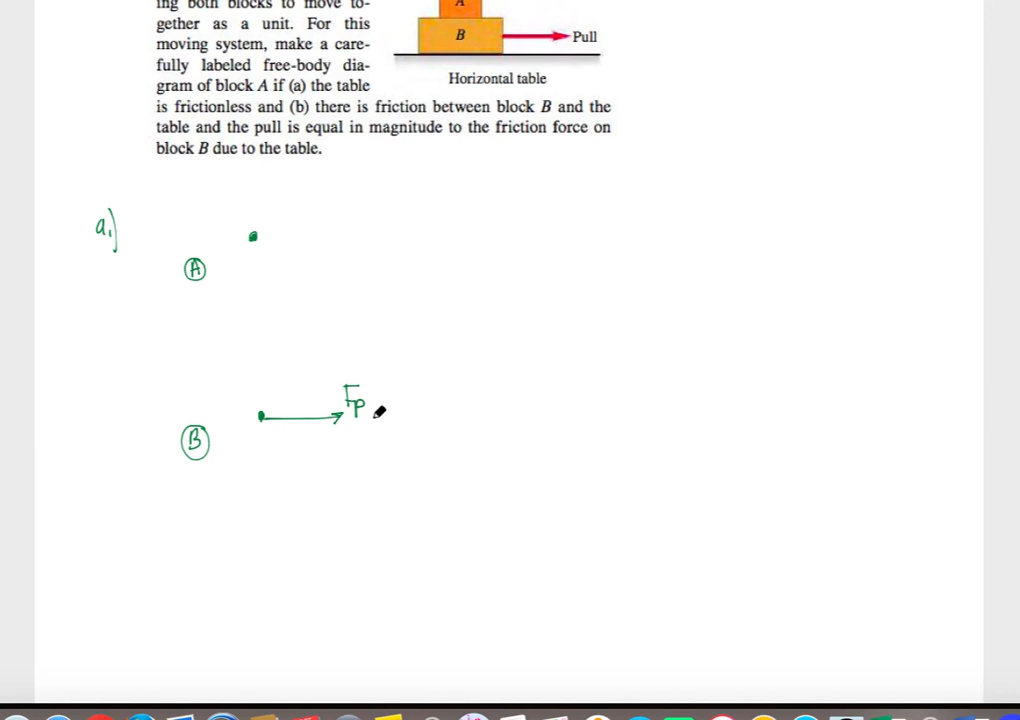 ing both blocks to move to-
gether as a unit. For this
moving system, make a care-
fully labeled free-body dia-
gram of block A if (a) the table
is frictionless and (b) there is friction between block B and the
table and the pull is equal in magnitude to the friction force on
block B due to the table.
A
B
Pull
Horizontal table
a,)
A
Fp
B